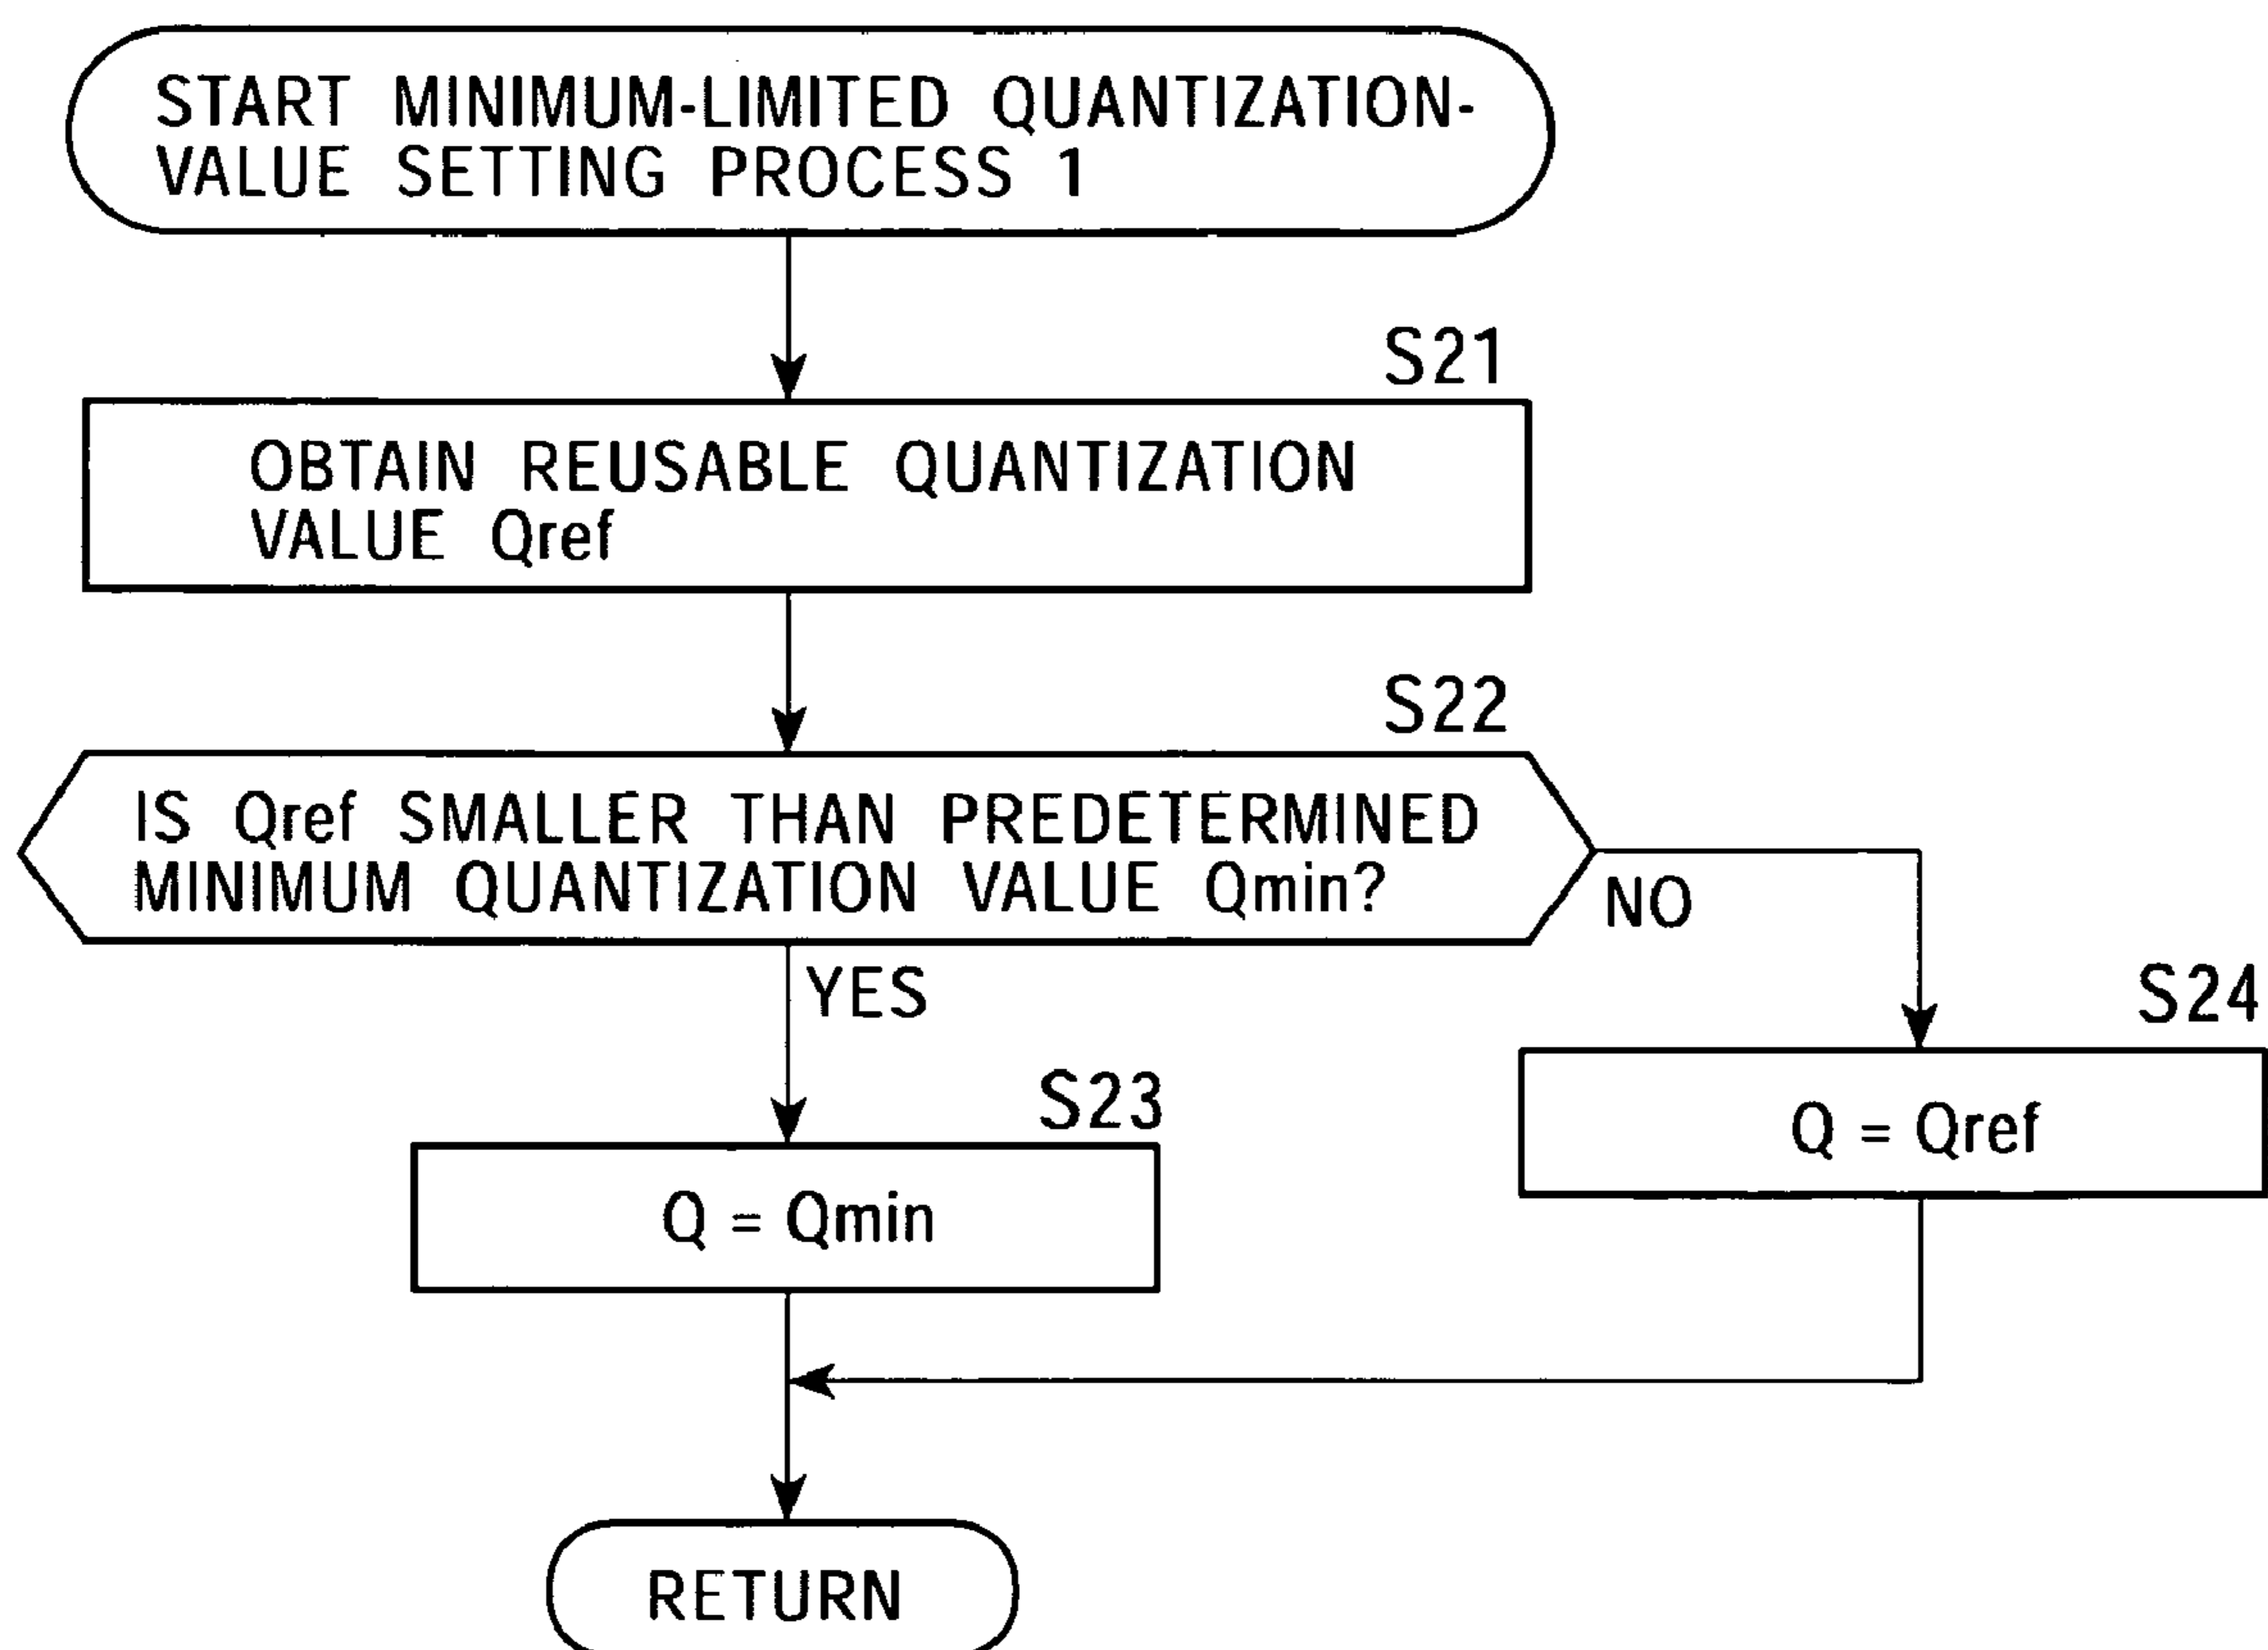 START MINIMUM-LIMITED QUANTIZATION-
VALUE SETTING PROCESS 1
S21
OBTAIN REUSABLE QUANTIZATION
VALUE Qref
S22
IS Qref SMALLER THAN PREDETERMINED
MINIMUM QUANTIZATION VALUE Qmin?
NO
YES
S24
Q = Qref
S23
Q = Qmin
RETURN